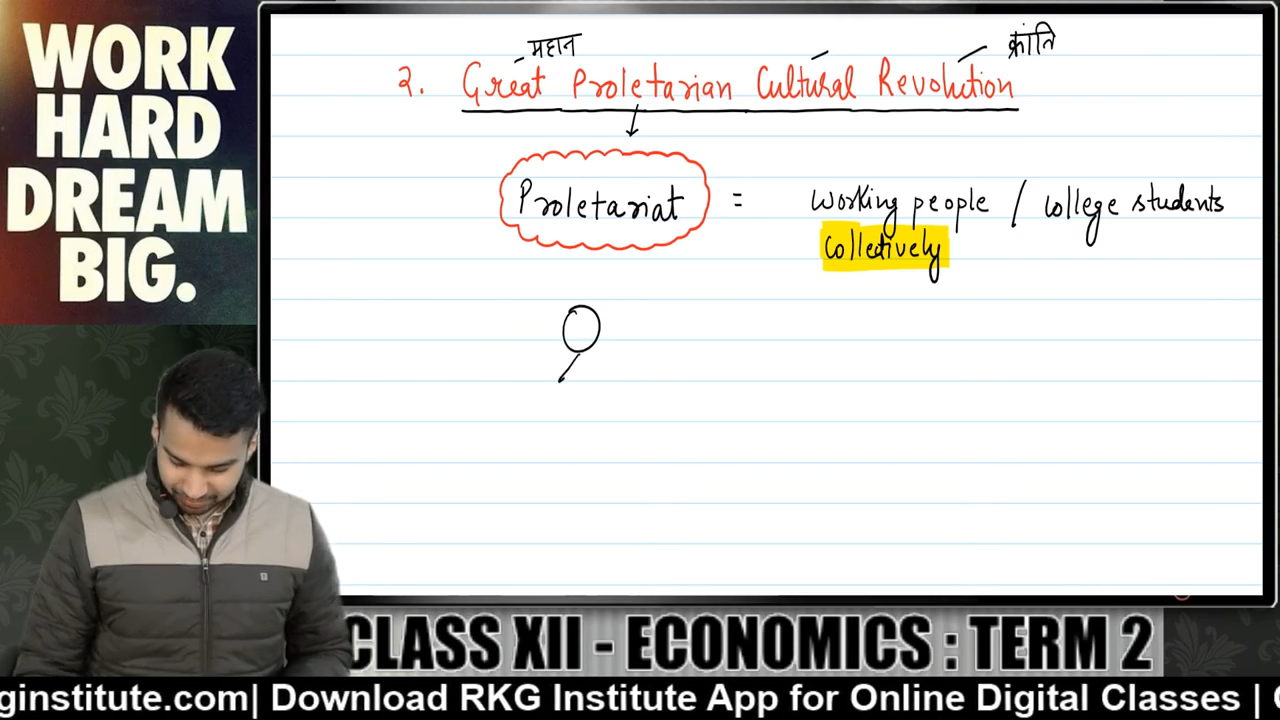 WORK
HARD
DREAM
BIG.
महान क्रांति
2. Great Proletarian Cultural Revolution
Proletariat = working people / college students
collectively
CLASS XII - ECONOMICS : TERM 2
ginstitute.com| Download RKG Institute App for Online Digital Classes |